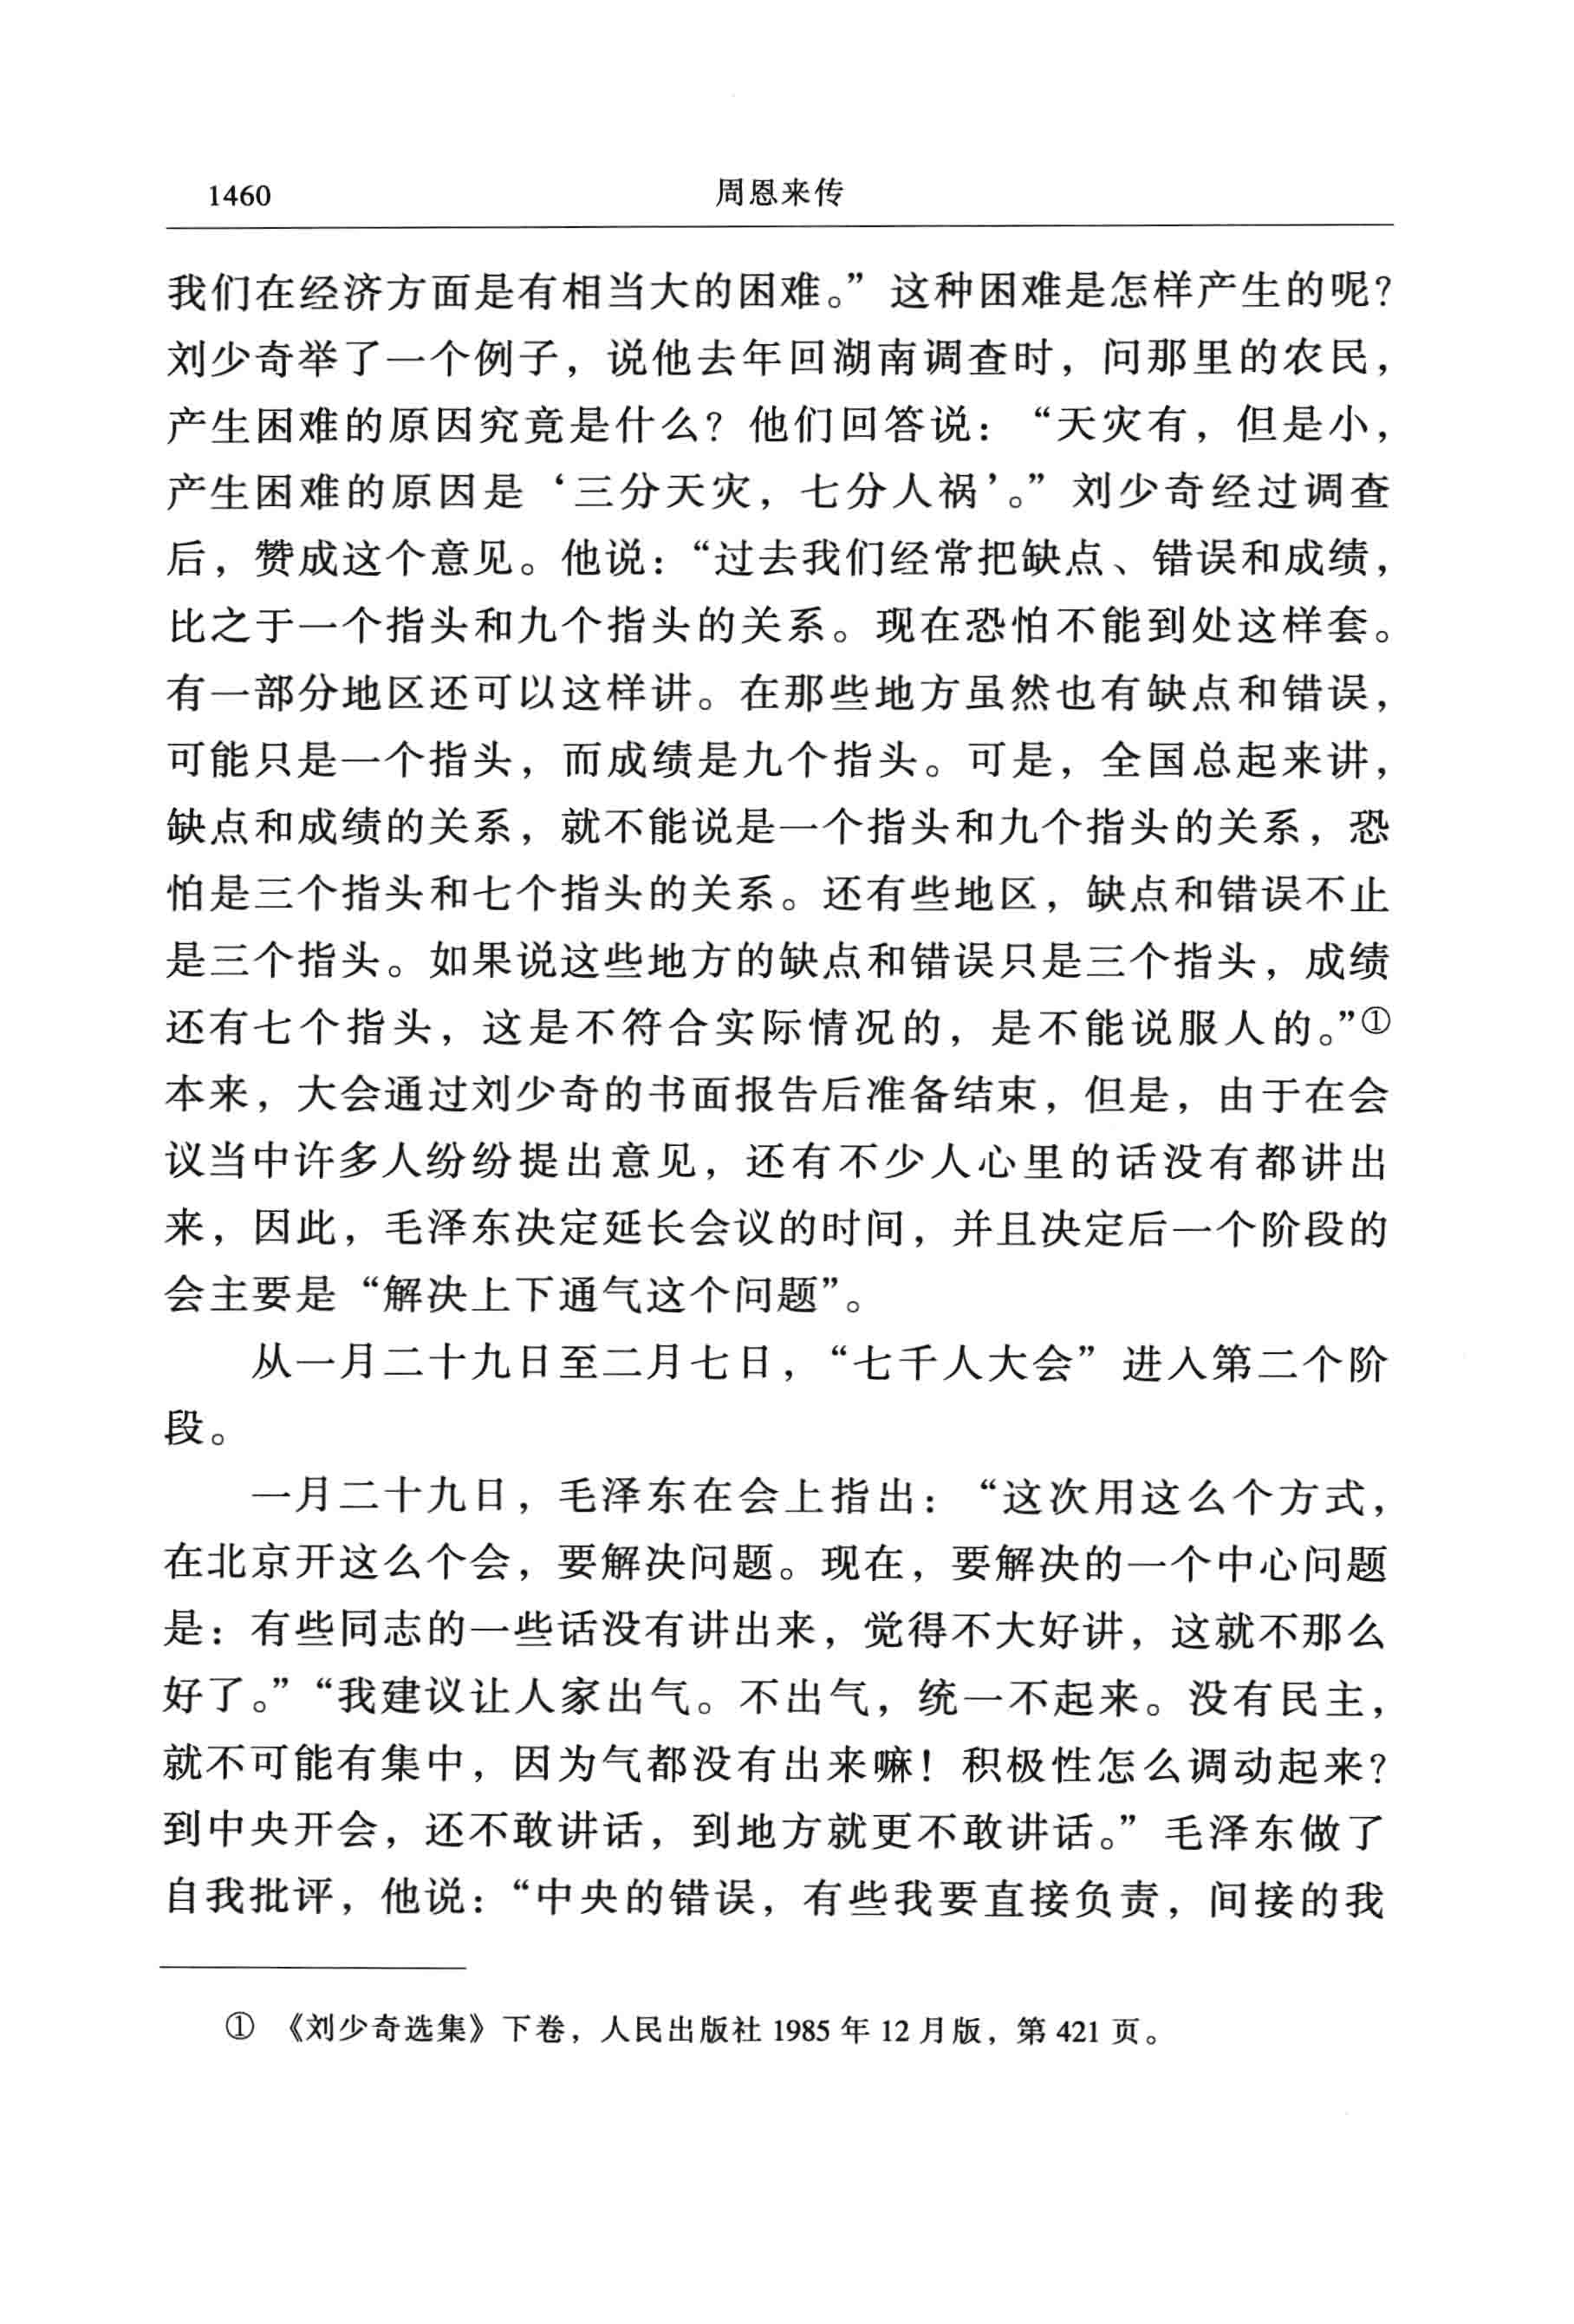 1460
周恩来传
我们在经济方面是有相当大的困难。”这种困难是怎样产生的呢?
刘少奇举了一个例子，说他去年回湖南调查时，问那里的农民，
产生困难的原因究竟是什么? 他们回答说：“天灾有，但是小，
产生困难的原因是‘三分天灾，七分人祸’。”刘少奇经过调查
后，赞成这个意见。他说：“过去我们经常把缺点、错误和成绩，
比之于一个指头和九个指头的关系。现在恐怕不能到处这样套。
有一部分地区还可以这样讲。在那些地方虽然也有缺点和错误，
可能只是一个指头，而成绩是九个指头。可是，全国总起来讲，
缺点和成绩的关系，就不能说是一个指头和九个指头的关系，恐
怕是三个指头和七个指头的关系。还有些地区，缺点和错误不止
是三个指头。如果说这些地方的缺点和错误只是三个指头，成绩
还有七个指头，这是不符合实际情况的，是不能说服人的。”①
本来，大会通过刘少奇的书面报告后准备结束，但是，由于在会
议当中许多人纷纷提出意见，还有不少人心里的话没有都讲出
来，因此，毛泽东决定延长会议的时间，并且决定后一个阶段的
会主要是“解决上下通气这个问题”。
从一月二十九日至二月七日，“七千人大会”进入第二个阶
段。
一月二十九日，毛泽东在会上指出：“这次用这么个方式，
在北京开这么个会，要解决问题。现在，要解决的一个中心问题
是：有些同志的一些话没有讲出来，觉得不大好讲，这就不那么
好了。”“我建议让人家出气。不出气，统一不起来。没有民主，
就不可能有集中，因为气都没有出来嘛! 积极性怎么调动起来?
到中央开会，还不敢讲话，到地方就更不敢讲话。”毛泽东做了
自我批评，他说：“中央的错误，有些我要直接负责，间接的我
① 《刘少奇选集》下卷，人民出版社 1985 年 12 月版，第 421 页。